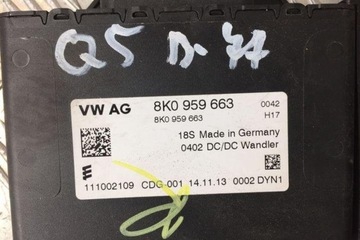 Q5
VW AG 8K0 959 663 0042
8K0 959 663 H17
18S Made in Germany
0402 DC/DC Wandler
111002109 CDG-001 14.11.13 0002 DYN1